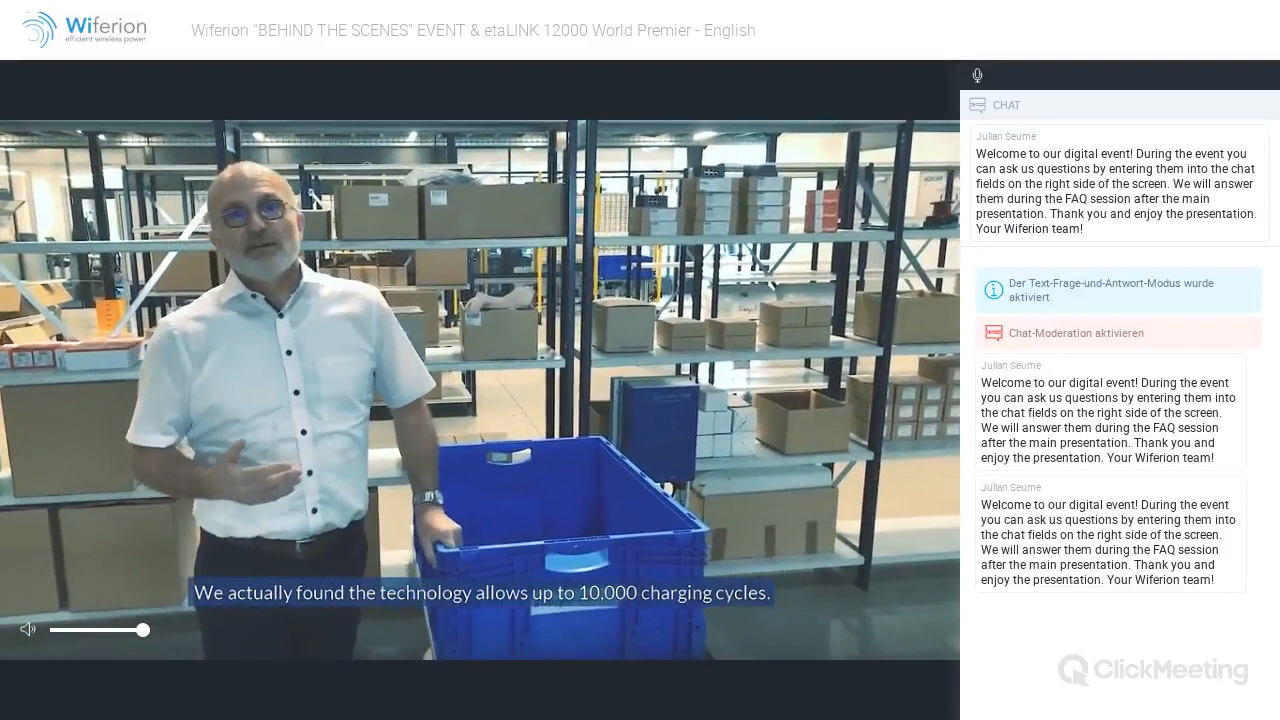 Wiferion
efficient wireless power
Wiferion “BEHIND THE SCENES” EVENT & etaLINK 12000 World Premier - English
CHAT
Julian Seume
Welcome to our digital event! During the event you
can ask us questions by entering them into the chat
fields on the right side of the screen. We will answer
them during the FAQ session after the main
presentation. Thank you and enjoy the presentation.
Your Wiferion team!
Der Text-Frage-und-Antwort-Modus wurde
aktiviert
Chat-Moderation aktivieren
Julian Seume
Welcome to our digital event! During the event
you can ask us questions by entering them into
the chat fields on the right side of the screen.
We will answer them during the FAQ session
after the main presentation. Thank you and
enjoy the presentation. Your Wiferion team!
Julian Seume
Welcome to our digital event! During the event
you can ask us questions by entering them into
the chat fields on the right side of the screen.
We will answer them during the FAQ session
after the main presentation. Thank you and
enjoy the presentation. Your Wiferion team!
We actually found the technology allows up to 10,000 charging cycles.
ClickMeeting